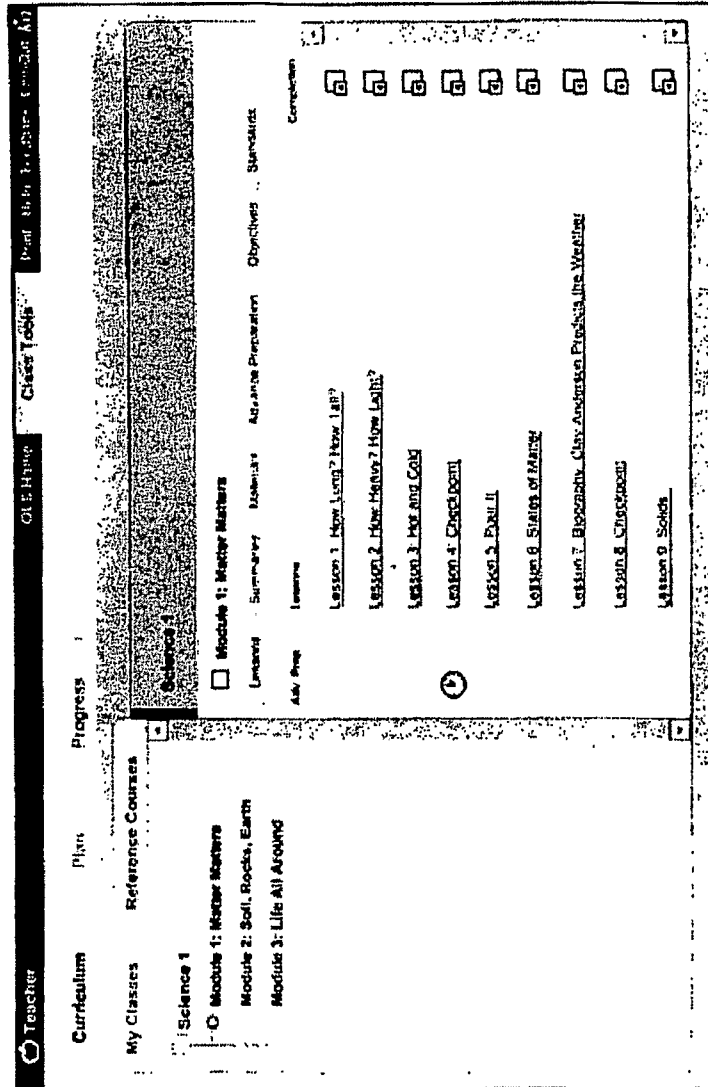 Teacher OLS Home Class Tools Print Help
Curriculum Plan Progress
My Classes Reference Courses
Science 1
Module 1: Matter Matters
Module 2: Soil, Rocks, Earth
Module 3: Life All Around
Science 1
Module 1: Matter Matters
Lessons Summaries Materials Advance Preparation Objectives Standards
Adv Prep Lessons Completion
Lesson 1: How Long? How Tall?
Lesson 2: How Heavy? How Light?
Lesson 3: Hot and Cold
Lesson 4: Checkpoint
Lesson 5: Pour It
Lesson 6: States of Matter
Lesson 7: Biography: Clay Anderson Predicts the Weather
Lesson 8: Checkpoint
Lesson 9: Solids